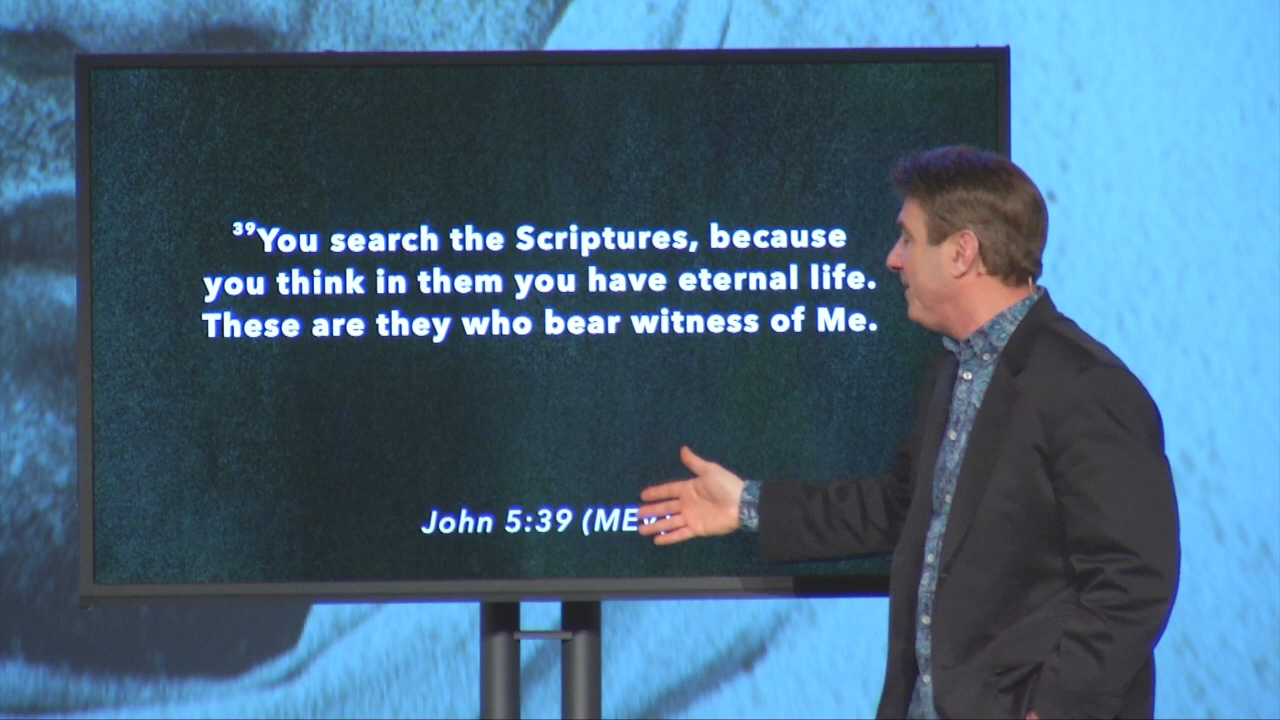 ³⁹You search the Scriptures, because
you think in them you have eternal life.
These are they who bear witness of Me.
John 5:39